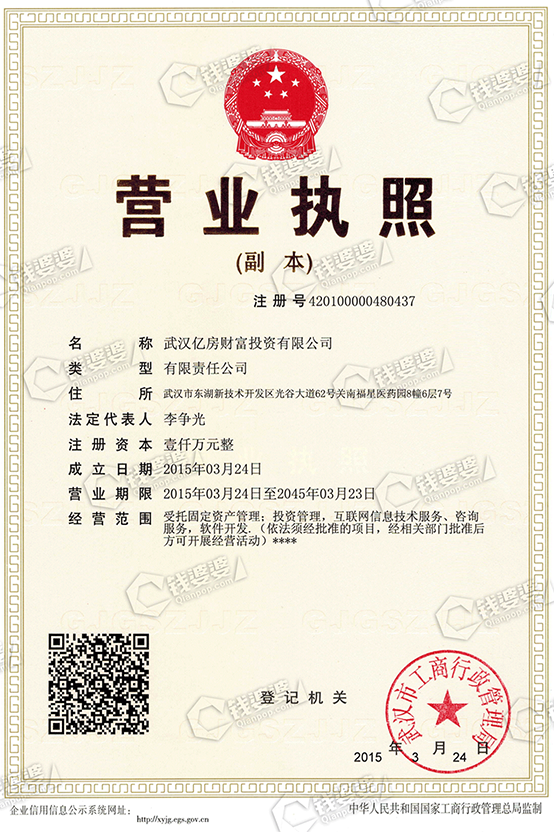 营业执照
(副 本)
注 册 号 420100000480437
名 称 武汉亿房财富投资有限公司
类 型 有限责任公司
住 所 武汉市东湖新技术开发区光谷大道62号关南福星医药园8幢6层7号
法定代表人 李争光
注册资本 壹仟万元整
成立日期 2015年03月24日
营业期限 2015年03月24日至2045年03月23日
经营范围 受托固定资产管理；投资管理，互联网信息技术服务、咨询
服务，软件开发.（依法须经批准的项目，经相关部门批准后
方可开展经营活动）****
登记机关
武汉市工商行政管理局
2015 年 3 月 24 日
企业信用信息公示系统网址： http://xyjg.egs.gov.cn
中华人民共和国国家工商行政管理总局监制
钱婆婆
Qianpop.com